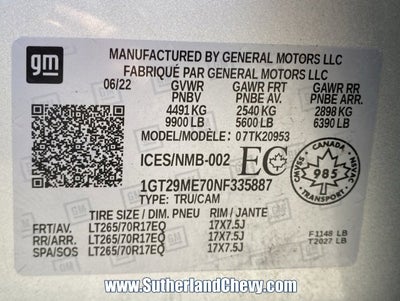 gm
MANUFACTURED BY GENERAL MOTORS LLC
FABRIQUÉ PAR GENERAL MOTORS LLC
06/22 GVWR GAWR FRT GAWR RR
PNBV PNBE AV. PNBE ARR.
4491 KG 2540 KG 2898 KG
9900 LB 5600 LB 6390 LB
MODEL/MODÈLE: 07TK20953
ICES/NMB-002 EC
CANADA
CSVSS NSVAC
985
TRANSPORT
1GT29ME70NF335887
TYPE: TRU/CAM
TIRE SIZE/DIM. PNEU RIM / JANTE
FRT/AV. LT265/70R17EQ 17X7.5J
RR/ARR. LT265/70R17EQ 17X7.5J
SPA/SOS LT265/70R17EQ 17X7.5J
F1148 LB
T2027 LB
www.SutherlandChevy.com